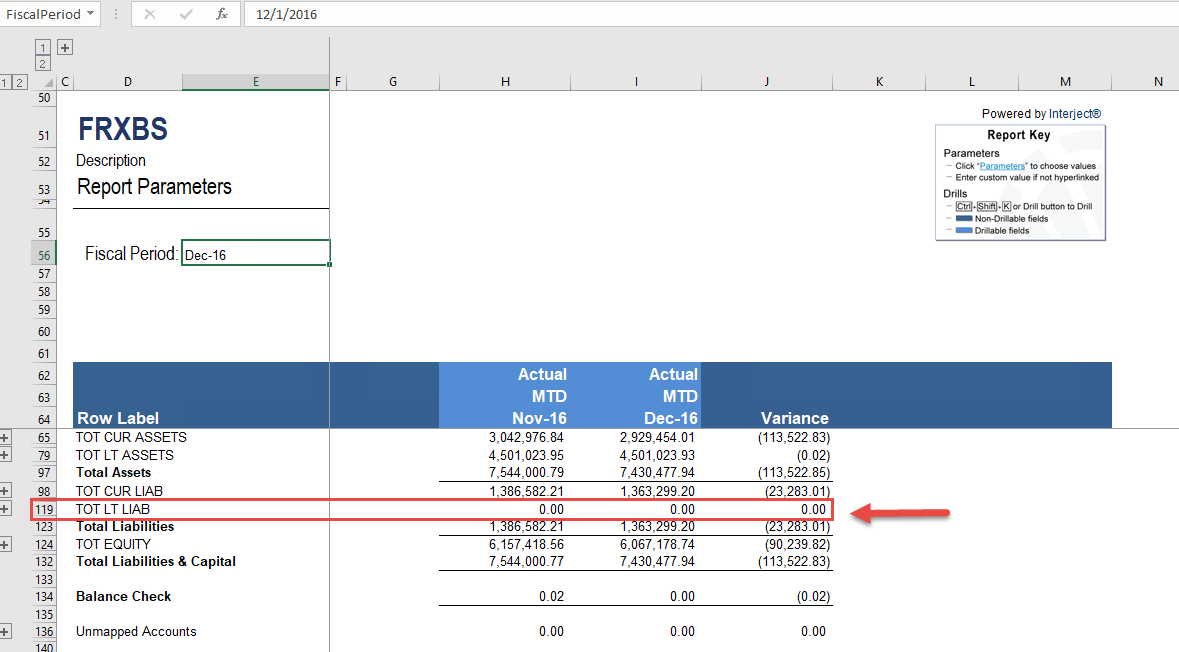 FiscalPeriod fx 12/1/2016
1
2
1 2 C D E F G H I J K L M N
50
51 FRXBS
Powered by Interject®
Report Key
Parameters
– Click "Parameters" to choose values
– Enter custom value if not hyperlinked
Drills
– Ctrl+Shift+K or Drill button to Drill
– Non-Drillable fields
– Drillable fields
52 Description
53 Report Parameters
54
55
56 Fiscal Period: Dec-16
57
58
59
60
61
62 Actual Actual
63 MTD MTD
64 Row Label Nov-16 Dec-16 Variance
65 TOT CUR ASSETS 3,042,976.84 2,929,454.01 (113,522.83)
79 TOT LT ASSETS 4,501,023.95 4,501,023.93 (0.02)
97 Total Assets 7,544,000.79 7,430,477.94 (113,522.85)
98 TOT CUR LIAB 1,386,582.21 1,363,299.20 (23,283.01)
119 TOT LT LIAB 0.00 0.00 0.00
123 Total Liabilities 1,386,582.21 1,363,299.20 (23,283.01)
124 TOT EQUITY 6,157,418.56 6,067,178.74 (90,239.82)
132 Total Liabilities & Capital 7,544,000.77 7,430,477.94 (113,522.83)
133
134 Balance Check 0.02 0.00 (0.02)
135
136 Unmapped Accounts 0.00 0.00 0.00
140